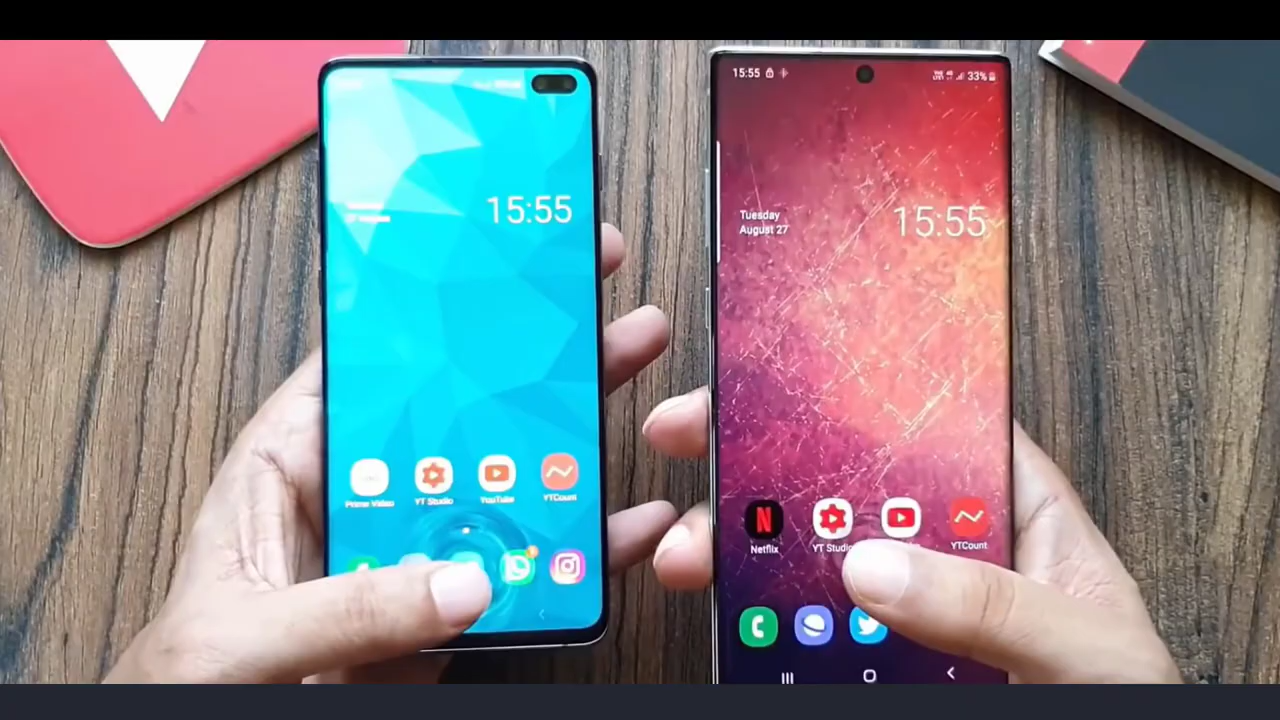 15:55
Prime Video
YT Studio
YouTube
YTCount
15:55
33%
Tuesday
August 27
15:55
Netflix
YT Studio
YTCount